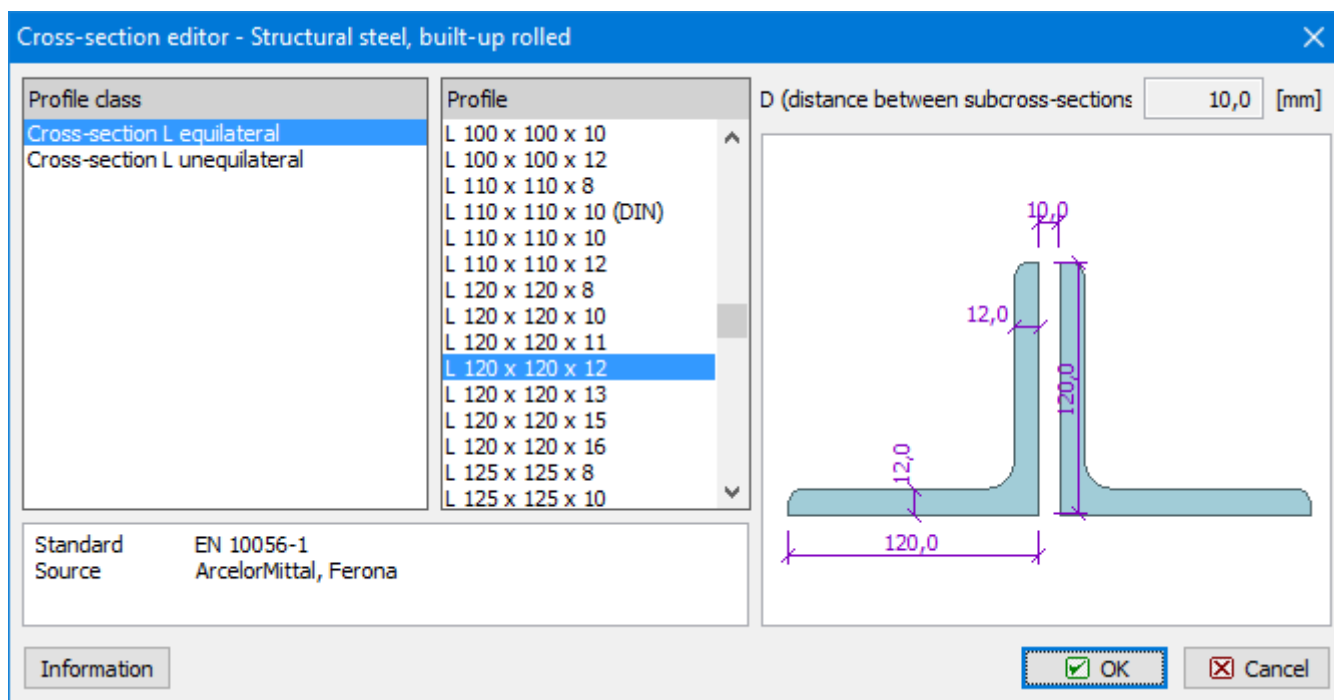 Cross-section editor - Structural steel, built-up rolled
Profile class
Cross-section L equilateral
Cross-section L unequilateral
Profile
L 100 x 100 x 10
L 100 x 100 x 12
L 110 x 110 x 8
L 110 x 110 x 10 (DIN)
L 110 x 110 x 10
L 110 x 110 x 12
L 120 x 120 x 8
L 120 x 120 x 10
L 120 x 120 x 11
L 120 x 120 x 12
L 120 x 120 x 13
L 120 x 120 x 15
L 120 x 120 x 16
L 125 x 125 x 8
L 125 x 125 x 10
D (distance between subcross-sections 10,0 [mm]
10,0
12,0
120,0
12,0
120,0
Standard EN 10056-1
Source ArcelorMittal, Ferona
Information
OK
Cancel